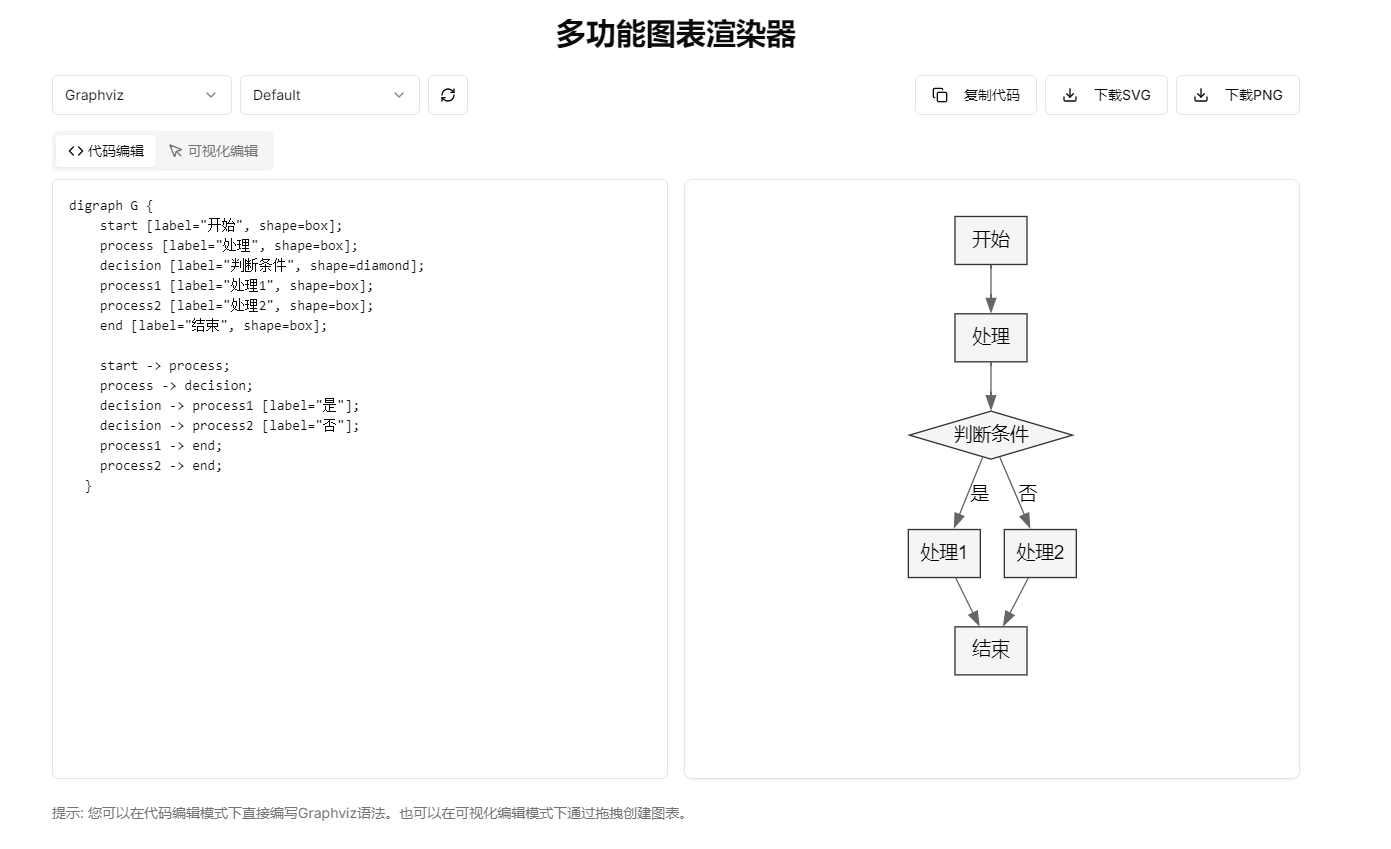 多功能图表渲染器
Graphviz Default 复制代码 下载SVG 下载PNG
代码编辑 可视化编辑
digraph G {
    start [label="开始", shape=box];
    process [label="处理", shape=box];
    decision [label="判断条件", shape=diamond];
    process1 [label="处理1", shape=box];
    process2 [label="处理2", shape=box];
    end [label="结束", shape=box];

    start -> process;
    process -> decision;
    decision -> process1 [label="是"];
    decision -> process2 [label="否"];
    process1 -> end;
    process2 -> end;
  }
开始
处理
判断条件
是 否
处理1 处理2
结束
提示: 您可以在代码编辑模式下直接编写Graphviz语法。也可以在可视化编辑模式下通过拖拽创建图表。